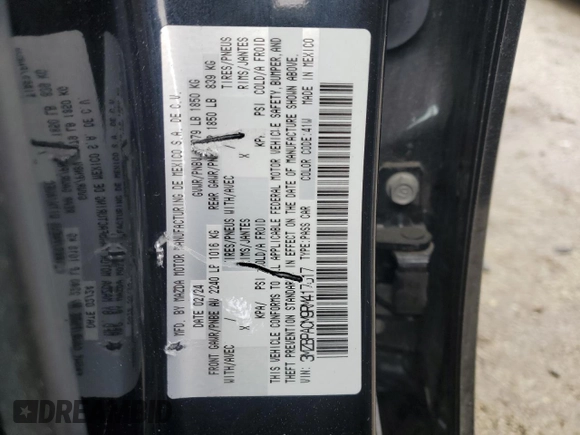 MFD. BY MAZDA MOTOR MANUFACTURING DE MEXICO S.A. DE C.V.
DATE 02/24
GVWR/PNBV 079 LB 1850 KG
FRONT GAWR/PNBE AV 2240 LB 1016 KG REAR GAWR/PNBE 1850 LB 839 KG
WITH/AVEC TIRES/PNEUS WITH/AVEC TIRES/PNEUS
X RIMS/JANTES X RIMS/JANTES
KPA/ PSI COLD/A FROID KPA PSI COLD/A FROID
THIS VEHICLE CONFORMS TO ALL APPLICABLE FEDERAL MOTOR VEHICLE SAFETY, BUMPER, AND
THEFT PREVENTION STANDARDS IN EFFECT ON THE DATE OF MANUFACTURE SHOWN ABOVE.
VIN: TYPE:PASS CAR COLOR CODE:41W MADE IN MEXICO
DREAMBID